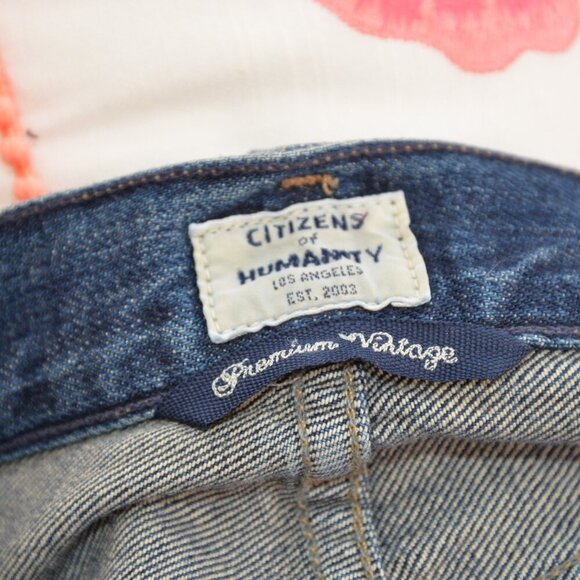 CITIZENS
of
HUMANITY
LOS ANGELES
EST. 2003
Premium Vintage